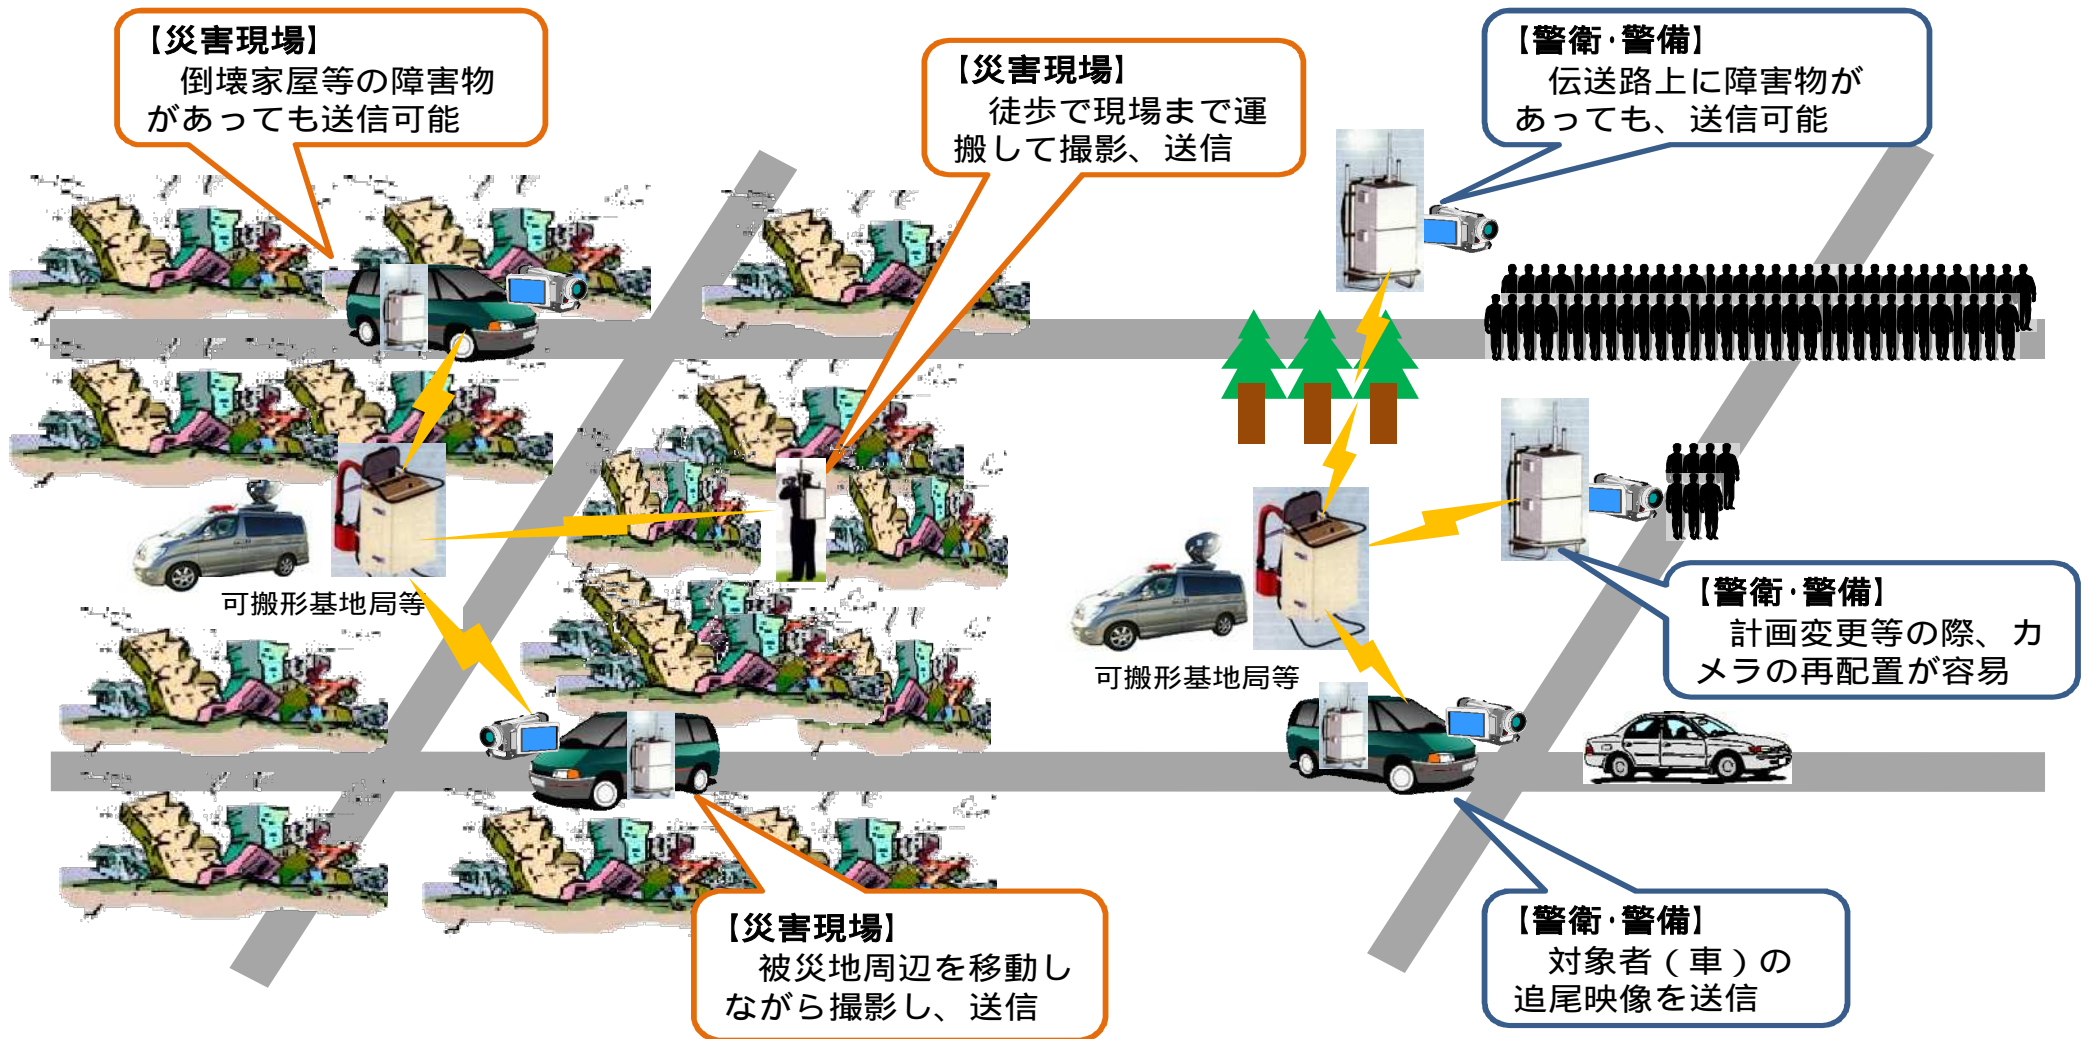 【災害現場】
倒壊家屋等の障害物
があっても送信可能
【災害現場】
徒歩で現場まで運
搬して撮影、送信
【警衛･警備】
伝送路上に障害物が
あっても、送信可能
可搬形基地局等
可搬形基地局等
【警衛･警備】
計画変更等の際、カ
メラの再配置が容易
【災害現場】
被災地周辺を移動し
ながら撮影し、送信
【警衛･警備】
対象者（車）の
追尾映像を送信